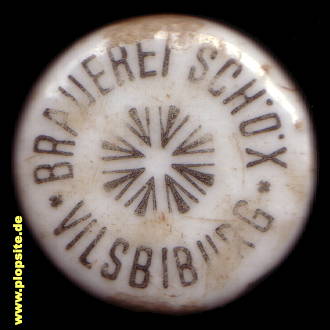 BRAUEREI SCHÖX
* VILSBIBURG *
© www.plopsite.de